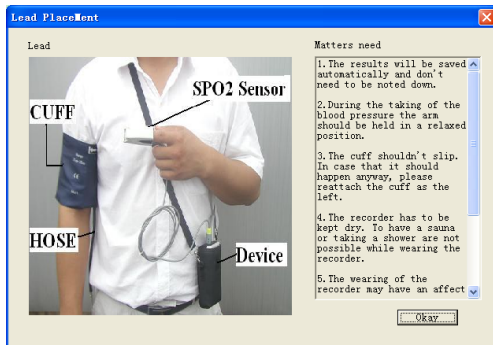 Lead PlaceMent
Lead
Matters need
SPO2 Sensor
CUFF
HOSE
Device
1.The results will be saved
automatically and don't
need to be noted down.
2.During the taking of the
blood pressure the arm
should be held in a relaxed
position.
3.The cuff shouldn't slip.
In case that it should
happen anyway, please
reattach the cuff as the
left.
4.The recorder has to be
kept dry. To have a sauna
or taking a shower are not
possible while wearing the
recorder.
5.The wearing of the
recorder may have an affect
Okay